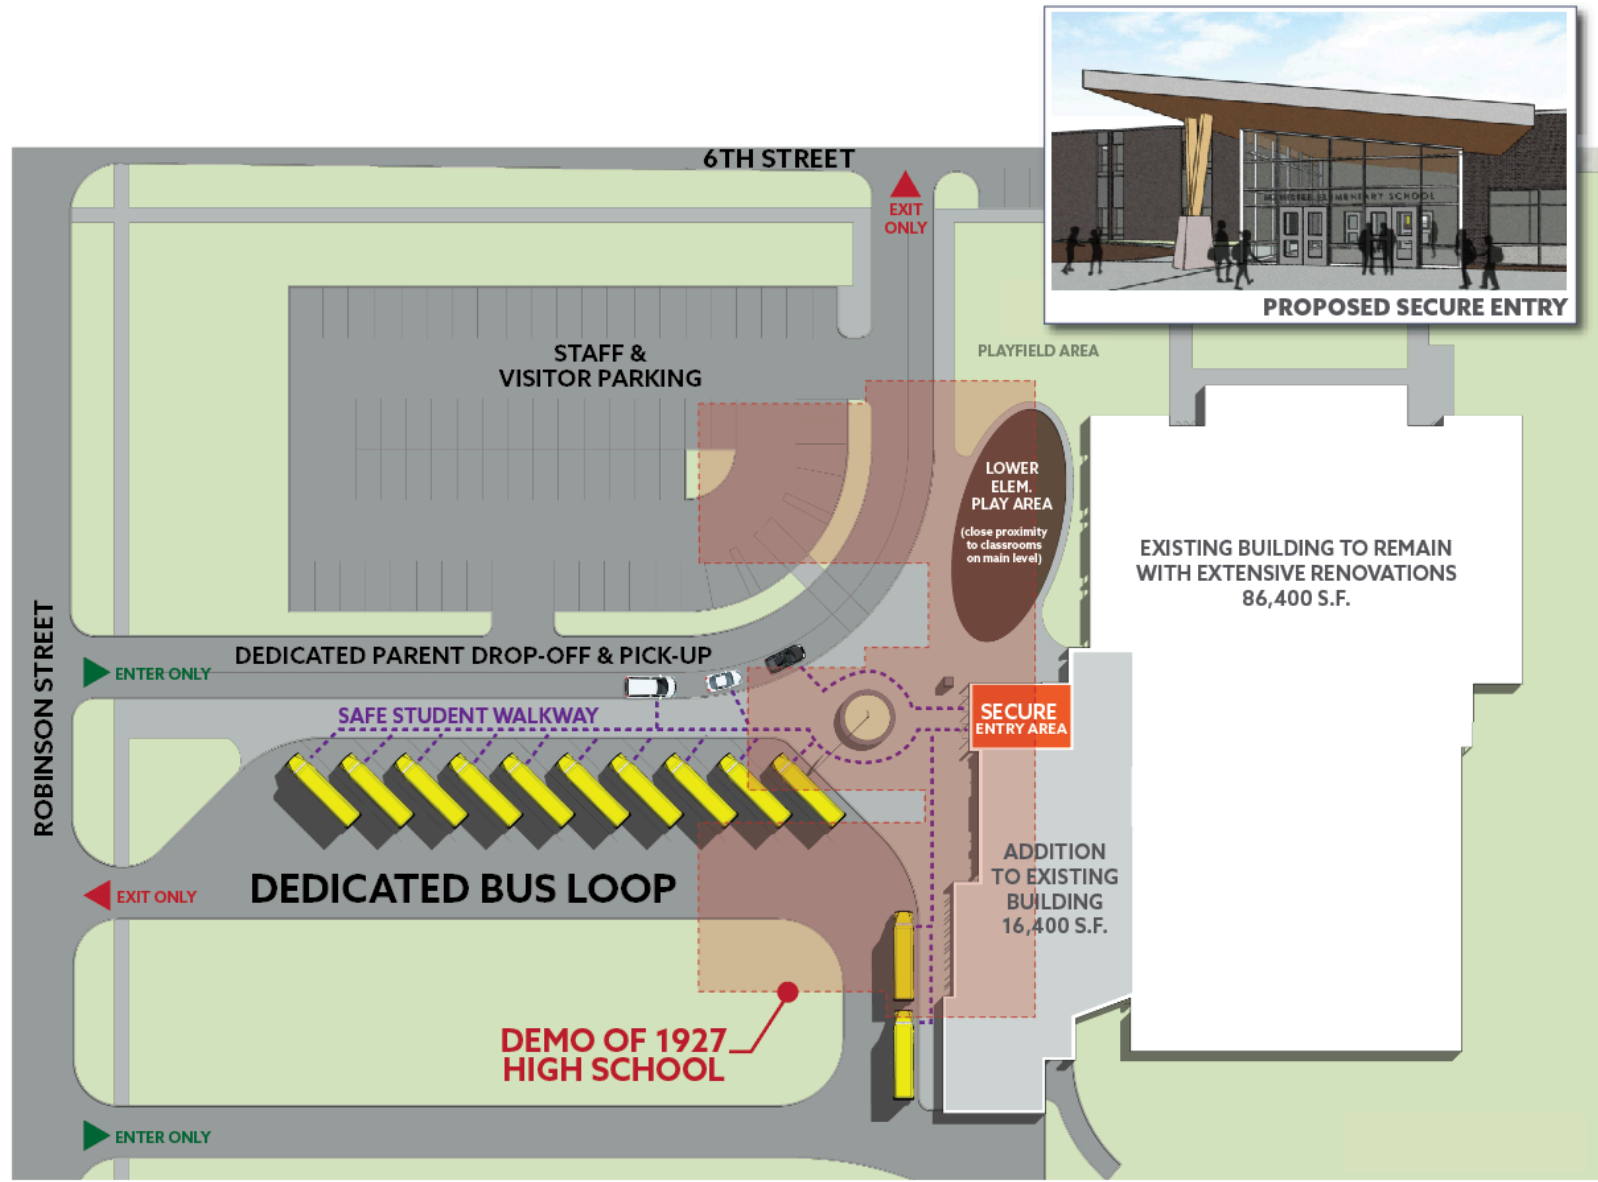 6TH STREET
EXIT
ONLY
ELEMENTARY SCHOOL
PROPOSED SECURE ENTRY
PLAYFIELD AREA
STAFF &
VISITOR PARKING
LOWER
ELEM.
PLAY AREA
(close proximity
to classrooms
on main level)
EXISTING BUILDING TO REMAIN
WITH EXTENSIVE RENOVATIONS
86,400 S.F.
ROBINSON STREET
ENTER ONLY
DEDICATED PARENT DROP-OFF & PICK-UP
SAFE STUDENT WALKWAY
SECURE
ENTRY AREA
ADDITION
TO EXISTING
BUILDING
16,400 S.F.
EXIT ONLY
DEDICATED BUS LOOP
DEMO OF 1927
HIGH SCHOOL
ENTER ONLY